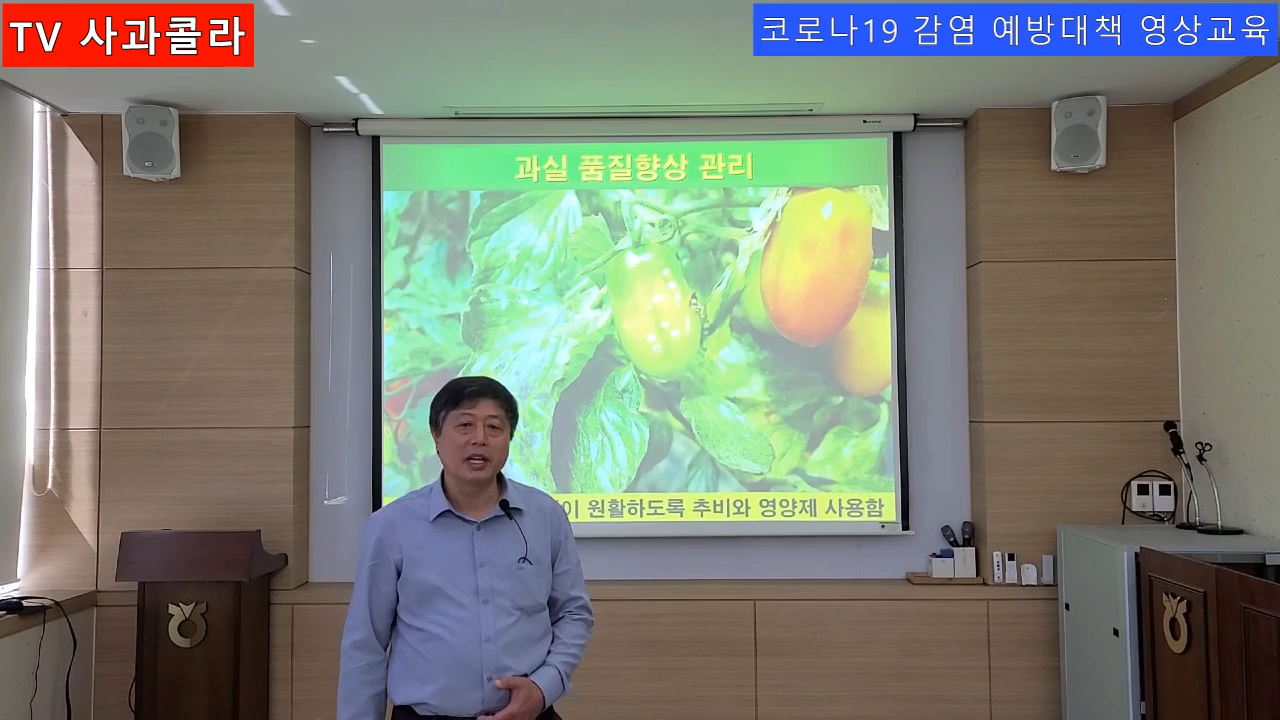 TV 사과콜라
코로나19 감염 예방대책 영상교육
과실 품질향상 관리
이 원활하도록 추비와 영양제 사용함